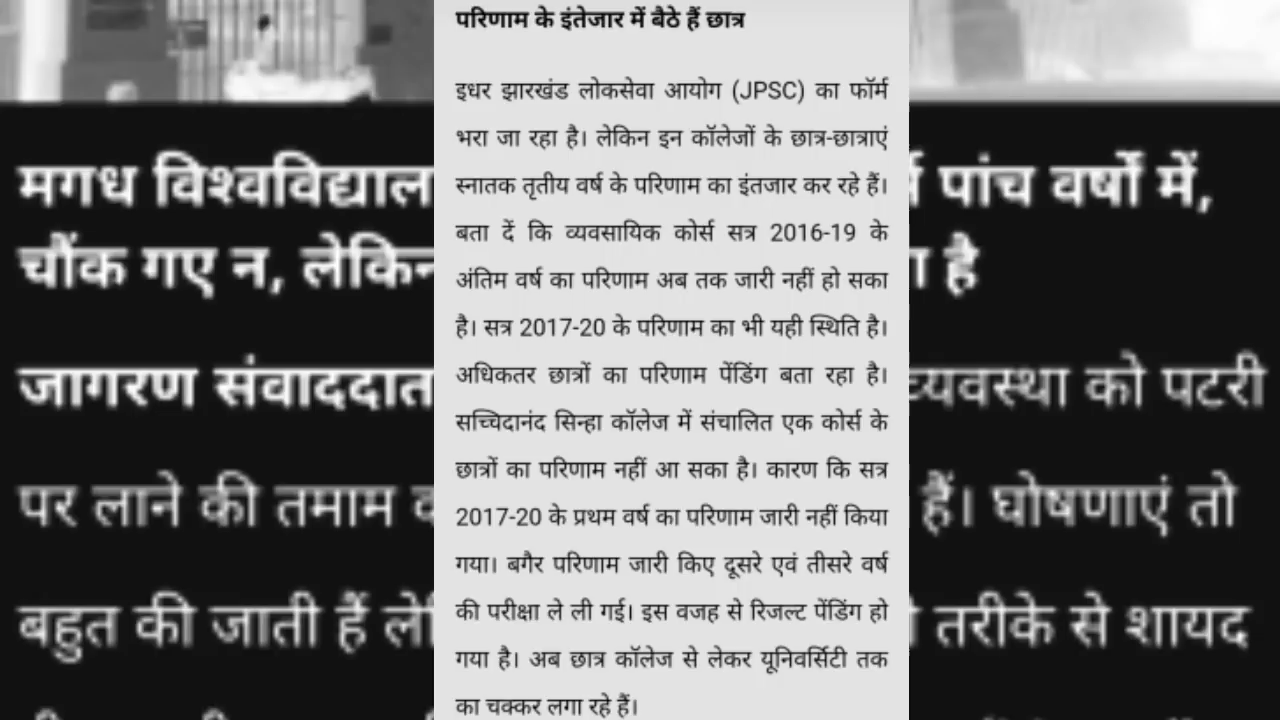 परिणाम के इंतेजार में बैठे हैं छात्र
इधर झारखंड लोकसेवा आयोग (JPSC) का फॉर्म
भरा जा रहा है। लेकिन इन कॉलेजों के छात्र-छात्राएं
स्नातक तृतीय वर्ष के परिणाम का इंतजार कर रहे हैं।
बता दें कि व्यवसायिक कोर्स सत्र 2016-19 के
अंतिम वर्ष का परिणाम अब तक जारी नहीं हो सका
है। सत्र 2017-20 के परिणाम का भी यही स्थिति है।
अधिकतर छात्रों का परिणाम पेंडिंग बता रहा है।
सच्चिदानंद सिन्हा कॉलेज में संचालित एक कोर्स के
छात्रों का परिणाम नहीं आ सका है। कारण कि सत्र
2017-20 के प्रथम वर्ष का परिणाम जारी नहीं किया
गया। बगैर परिणाम जारी किए दूसरे एवं तीसरे वर्ष
की परीक्षा ले ली गई। इस वजह से रिजल्ट पेंडिंग हो
गया है। अब छात्र कॉलेज से लेकर यूनिवर्सिटी तक
का चक्कर लगा रहे हैं।
मगध पांच वर्षों में,
चौंक गए न, है
जागरण को पटरी
पर लाने की तमाम हैं। घोषणाएं तो
बहुत की जाती हैं तरीके से शायद